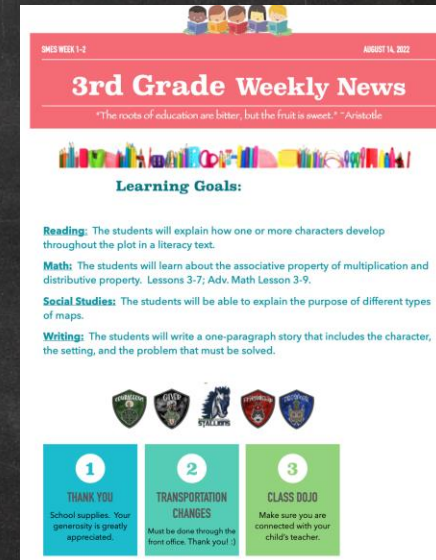 SMES WEEK 1-2
AUGUST 14, 2022
3rd Grade Weekly News
"The roots of education are bitter, but the fruit is sweet." ~Aristotle
Learning Goals:
Reading: The students will explain how one or more characters develop
throughout the plot in a literacy text.
Math: The students will learn about the associative property of multiplication and
distributive property. Lessons 3-7; Adv. Math Lesson 3-9.
Social Studies: The students will be able to explain the purpose of different types
of maps.
Writing: The students will write a one-paragraph story that includes the character,
the setting, and the problem that must be solved.
STALLIONS
1
THANK YOU
School supplies. Your
generosity is greatly
appreciated.
2
TRANSPORTATION
CHANGES
Must be done through the
front office. Thank you! :)
3
CLASS DOJO
Make sure you are
connected with your
child's teacher.